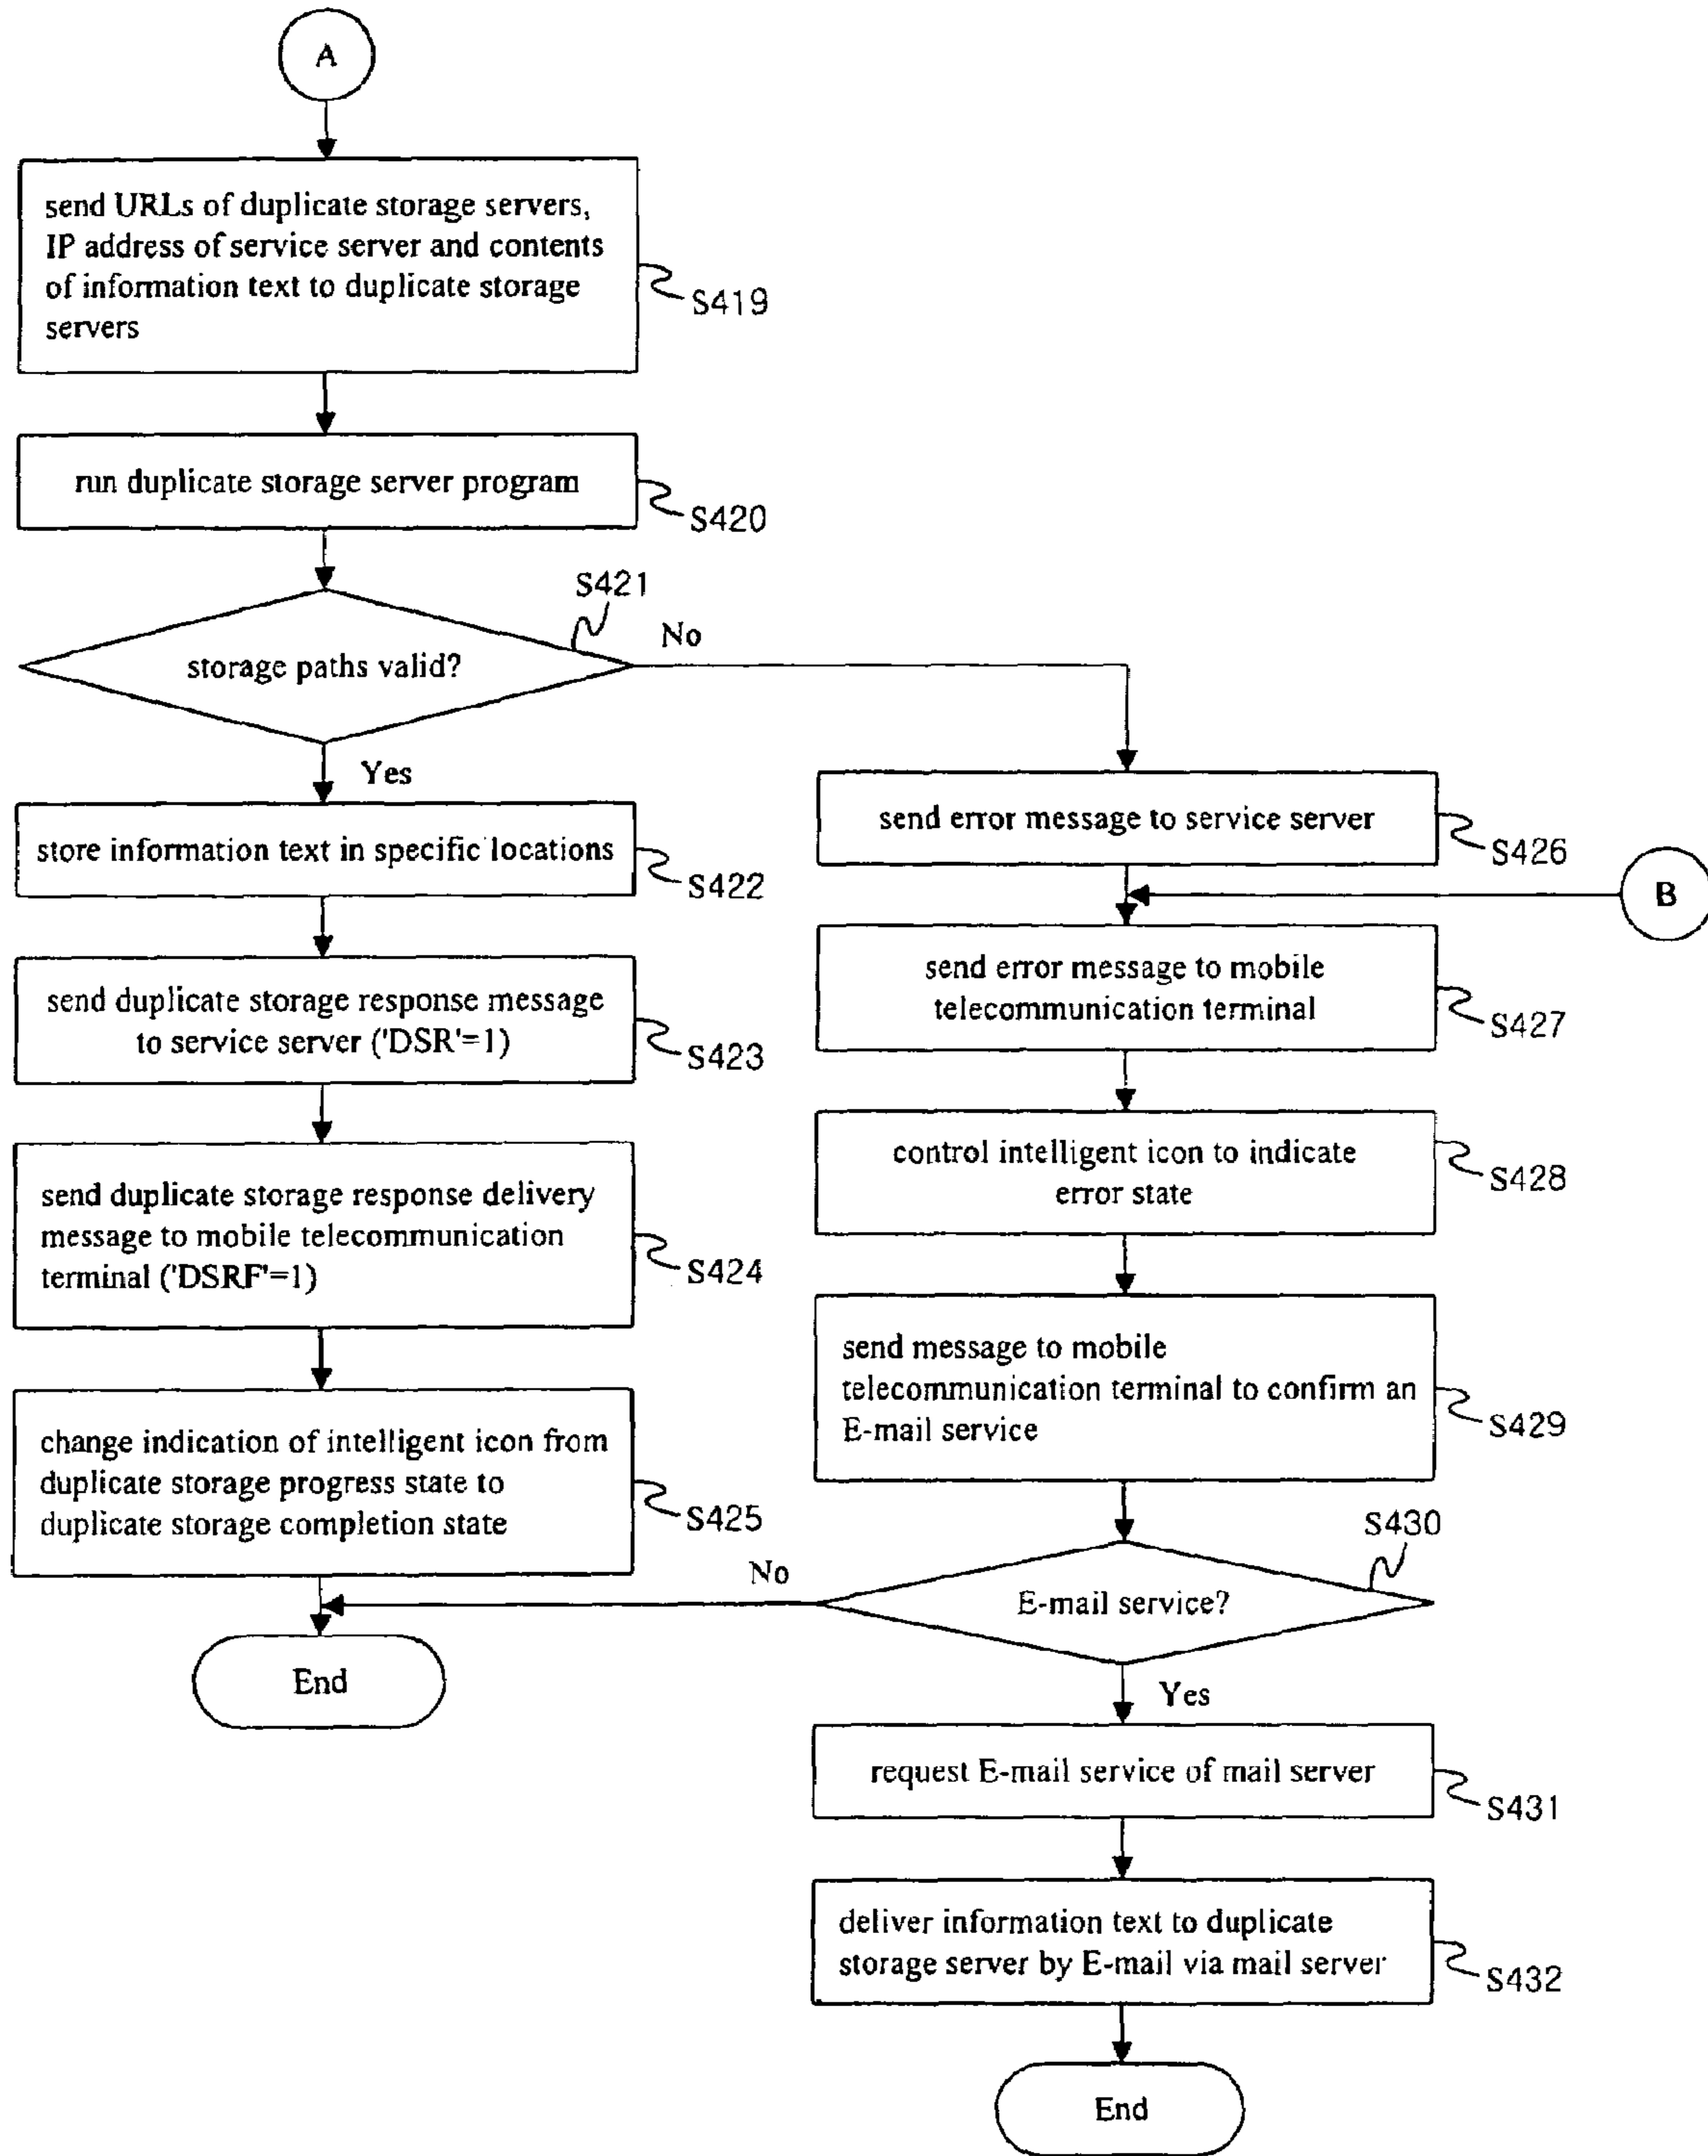 A
send URLs of duplicate storage servers,
IP address of service server and contents
of information text to duplicate storage
servers
S419
run duplicate storage server program
S420
S421
storage paths valid?
No
Yes
store information text in specific locations
S422
send duplicate storage response message
to service server ('DSR'=1)
S423
send duplicate storage response delivery
message to mobile telecommunication
terminal ('DSRF'=1)
S424
change indication of intelligent icon from
duplicate storage progress state to
duplicate storage completion state
S425
End
send error message to service server
S426
B
send error message to mobile
telecommunication terminal
S427
control intelligent icon to indicate
error state
S428
send message to mobile
telecommunication terminal to confirm an
E-mail service
S429
S430
E-mail service?
No
Yes
request E-mail service of mail server
S431
deliver information text to duplicate
storage server by E-mail via mail server
S432
End